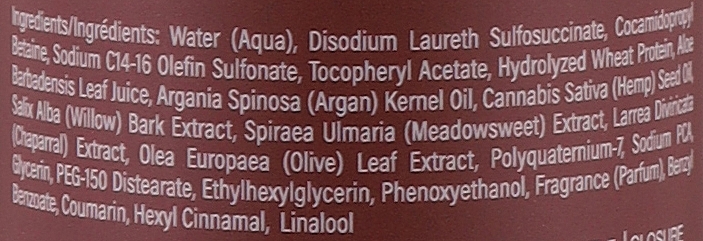 Ingredients/Ingrédients: Water (Aqua), Disodium Laureth Sulfosuccinate, Cocamidopropyl
Betaine, Sodium C14-16 Olefin Sulfonate, Tocopheryl Acetate, Hydrolyzed Wheat Protein, Aloe
Barbadensis Leaf Juice, Argania Spinosa (Argan) Kernel Oil, Cannabis Sativa (Hemp) Seed Oil,
Salix Alba (Willow) Bark Extract, Spiraea Ulmaria (Meadowsweet) Extract, Larrea Divaricata
(Chaparral) Extract, Olea Europaea (Olive) Leaf Extract, Polyquaternium-7, Sodium PCA,
Glycerin, PEG-150 Distearate, Ethylhexylglycerin, Phenoxyethanol, Fragrance (Parfum), Benzyl
Benzoate, Coumarin, Hexyl Cinnamal, Linalool
CLOSURE